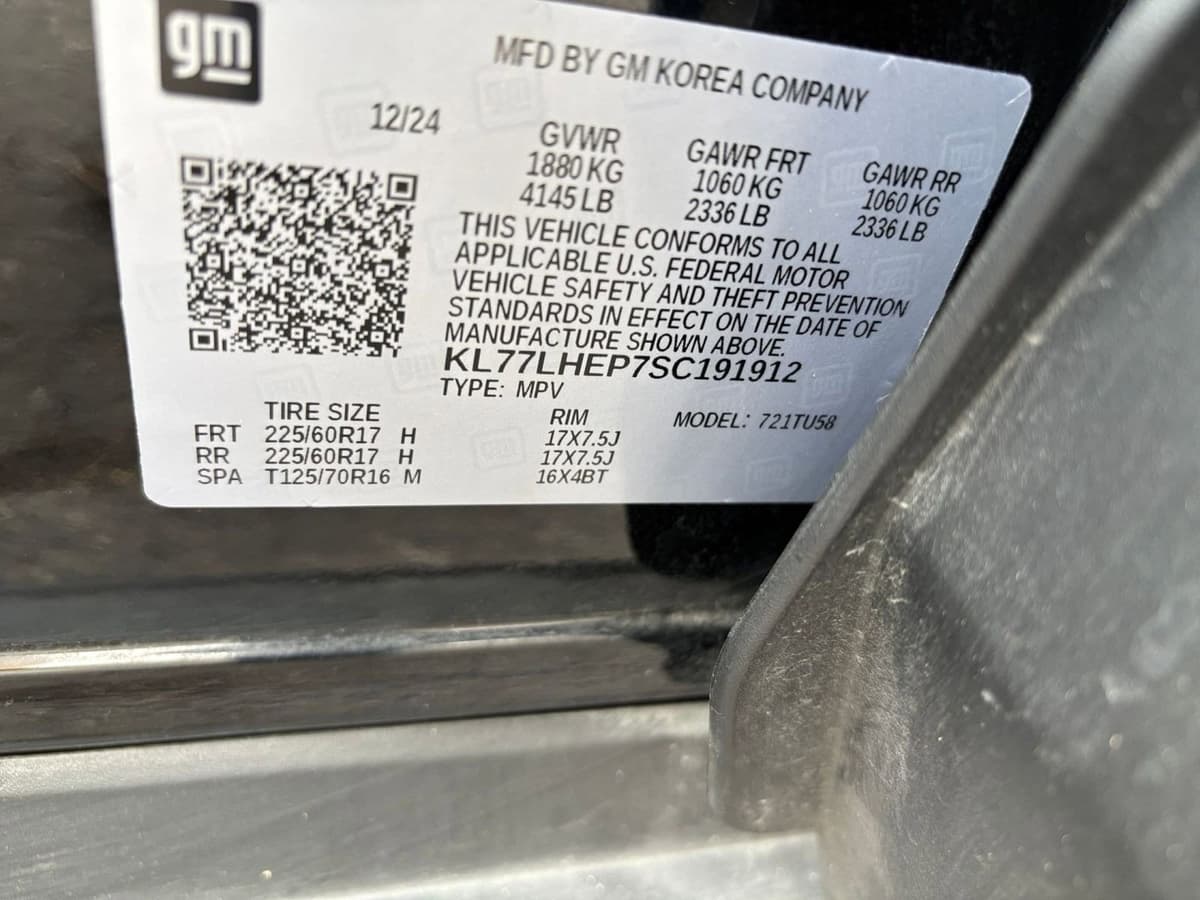 gm
MFD BY GM KOREA COMPANY
12/24
GVWR GAWR FRT GAWR RR
1880 KG 1060 KG 1060 KG
4145 LB 2336 LB 2336 LB
THIS VEHICLE CONFORMS TO ALL
APPLICABLE U.S. FEDERAL MOTOR
VEHICLE SAFETY AND THEFT PREVENTION
STANDARDS IN EFFECT ON THE DATE OF
MANUFACTURE SHOWN ABOVE.
KL77LHEP7SC191912
TYPE: MPV MODEL: 721TU58
TIRE SIZE RIM
FRT 225/60R17 H 17X7.5J
RR 225/60R17 H 17X7.5J
SPA T125/70R16 M 16X4BT